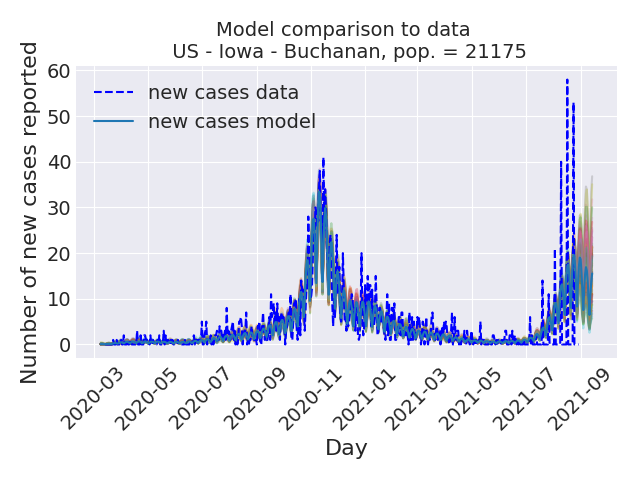 Model comparison to data
US - Iowa - Buchanan, pop. = 21175
Number of new cases reported
60
50
40
30
20
10
0
new cases data
new cases model
2020-03
2020-05
2020-07
2020-09
2020-11
2021-01
2021-03
2021-05
2021-07
2021-09
Day